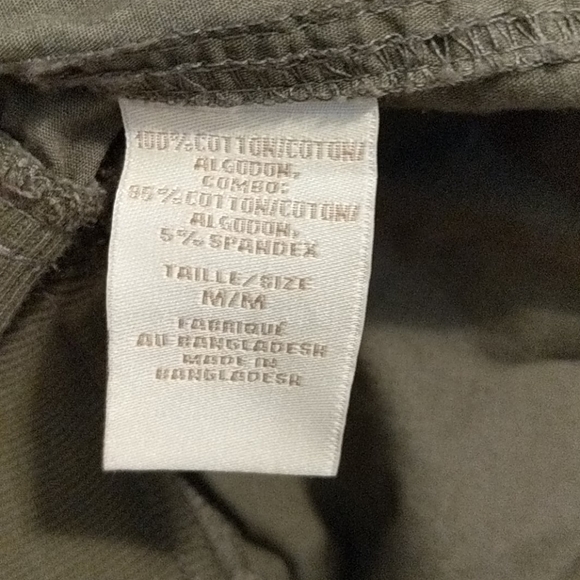 100%COTTON/COTON/
ALGODON,
COMBO:
95%COTTON/COTON/
ALGODON,
5%SPANDEX
TAILLE/SIZE
M/M
FABRIQUÉ
AU BANGLADESH
MADE IN
BANGLADESH